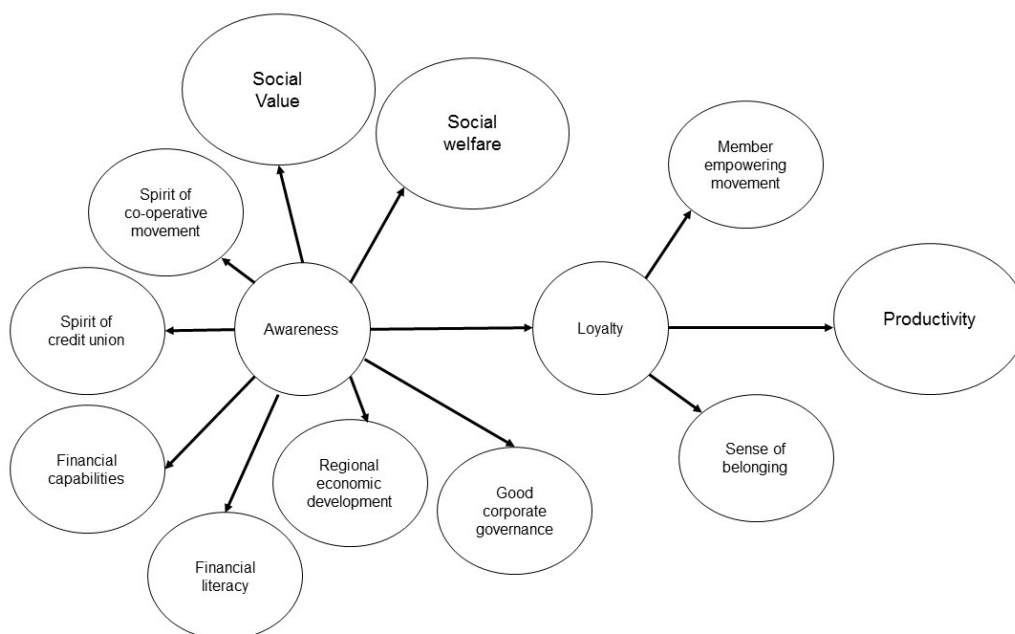 Social
Value
Social
welfare
Member
empowering
movement
Spirit of
co-operative
movement
Spirit of
credit union
Awareness
Loyalty
Productivity
Financial
capabilities
Regional
economic
development
Good
corporate
governance
Sense of
belonging
Financial
literacy